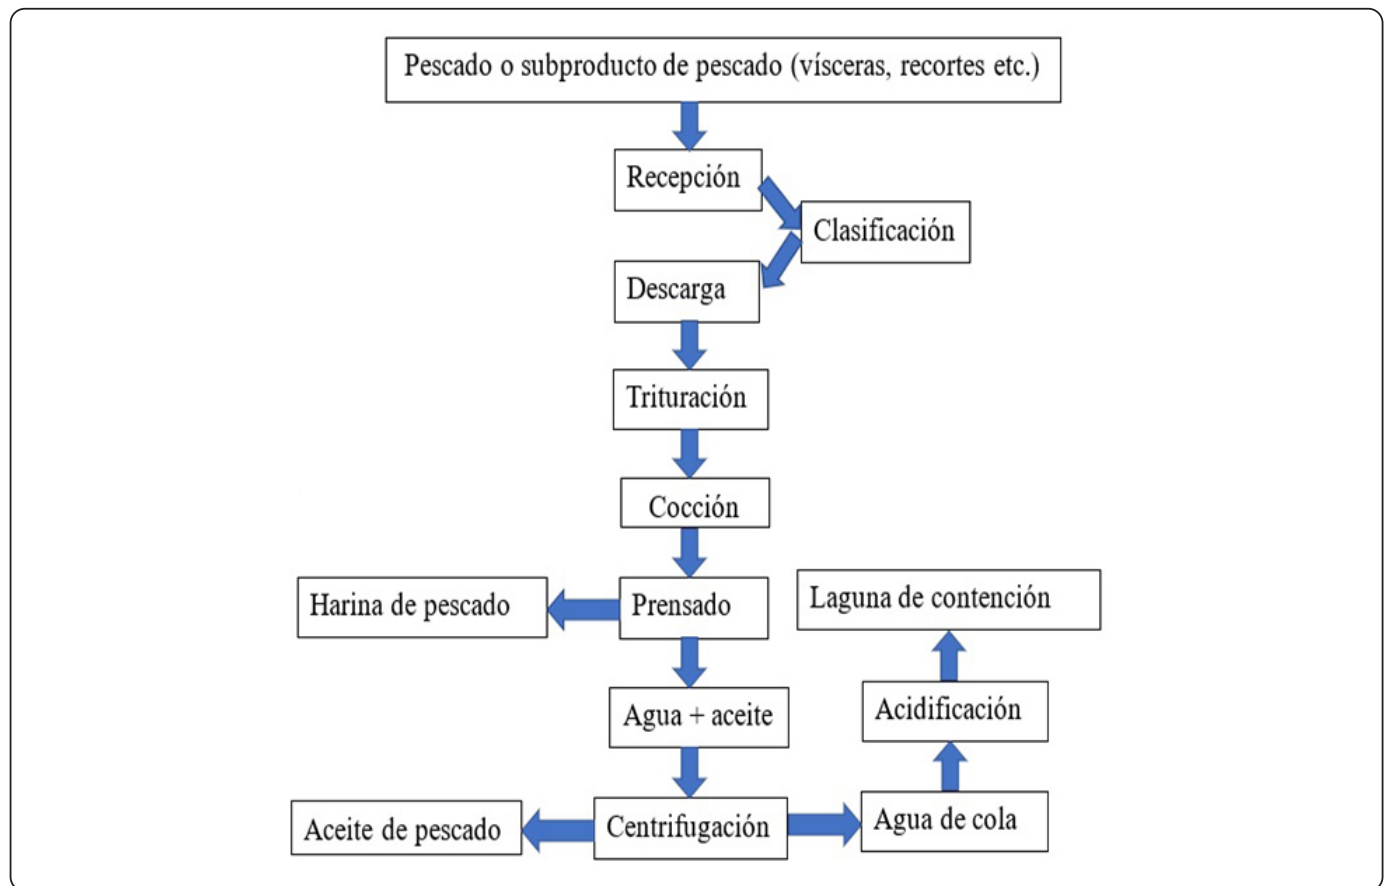 Pescado o subproducto de pescado (vísceras, recortes etc.)
Recepción
Clasificación
Descarga
Trituración
Cocción
Harina de pescado
Prensado
Laguna de contención
Agua + aceite
Acidificación
Aceite de pescado
Centrifugación
Agua de cola